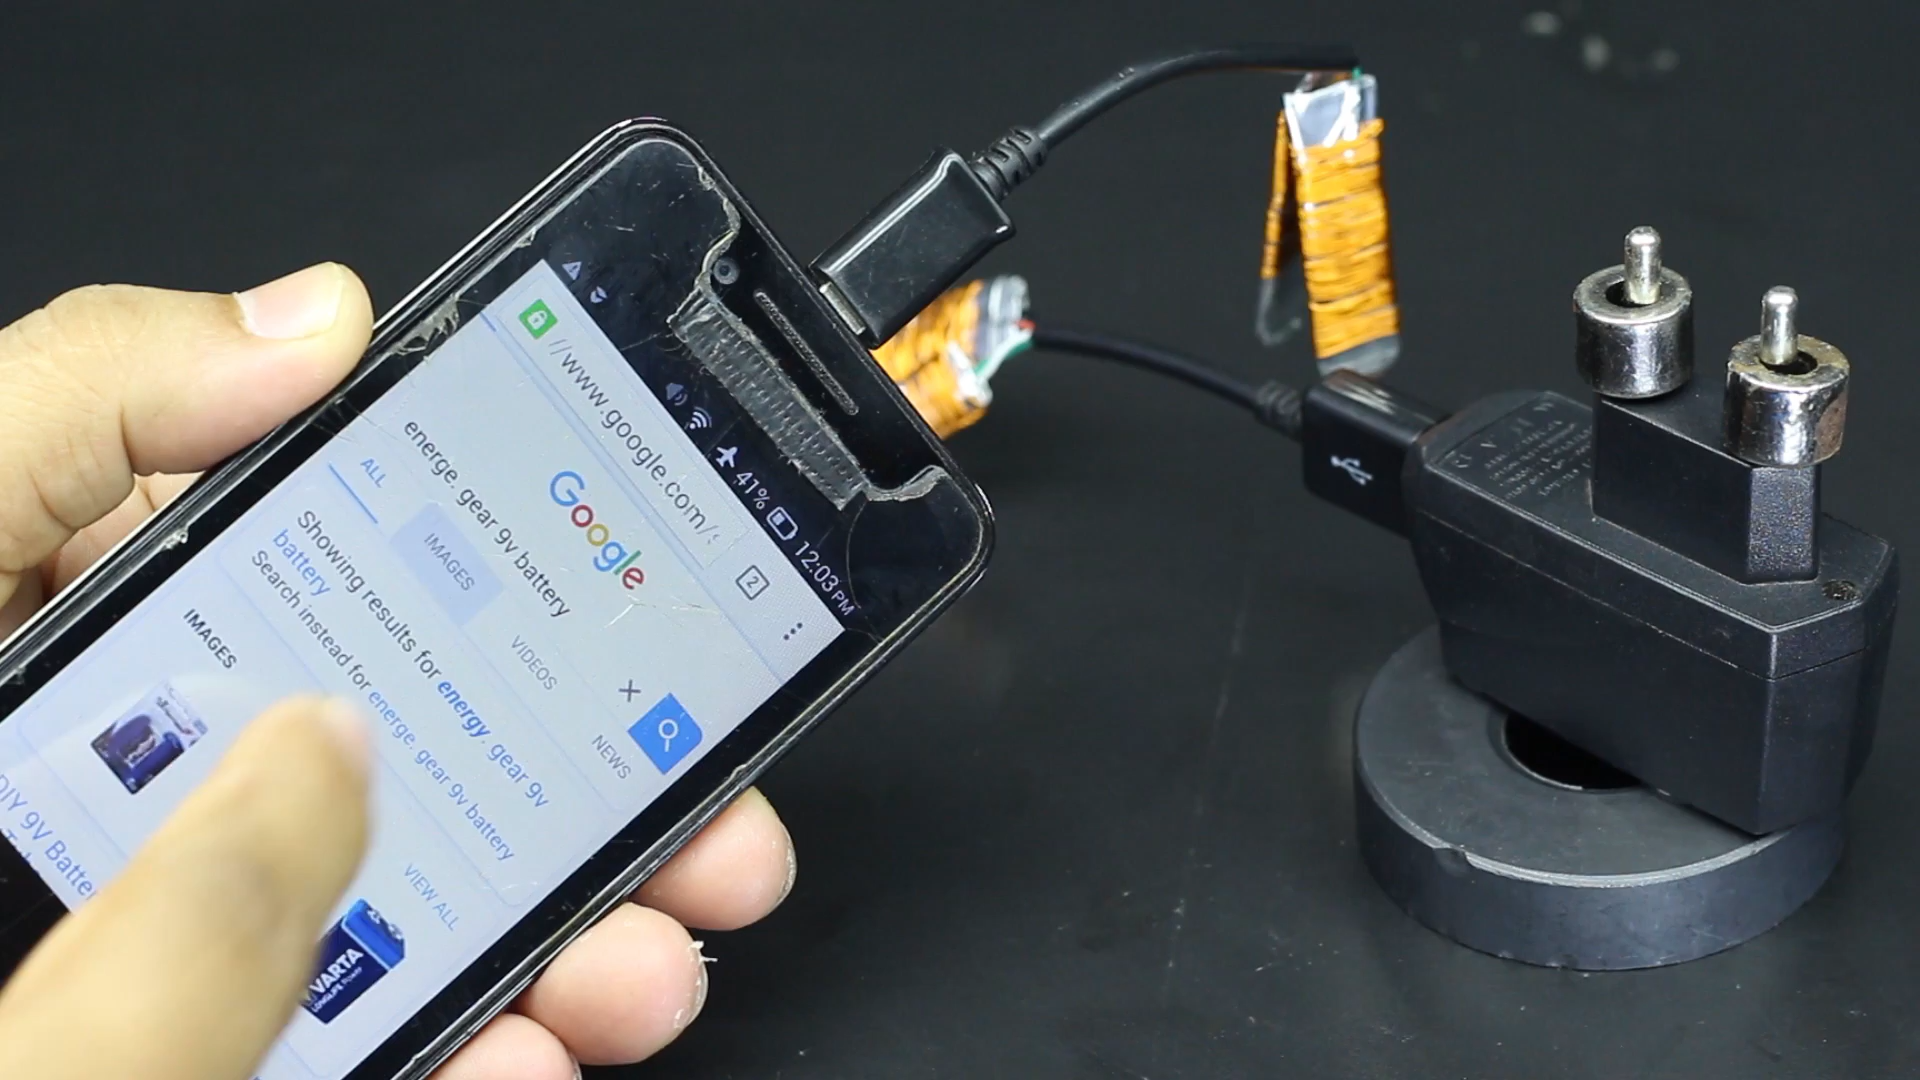 41% 12:03 PM
//www.google.com/
2
Google
energe. gear 9v battery
ALL IMAGES VIDEOS NEWS
Showing results for energy. gear 9v
battery
Search instead for energe. gear 9v battery
IMAGES
VIEW ALL
VARTA
DIY 9V